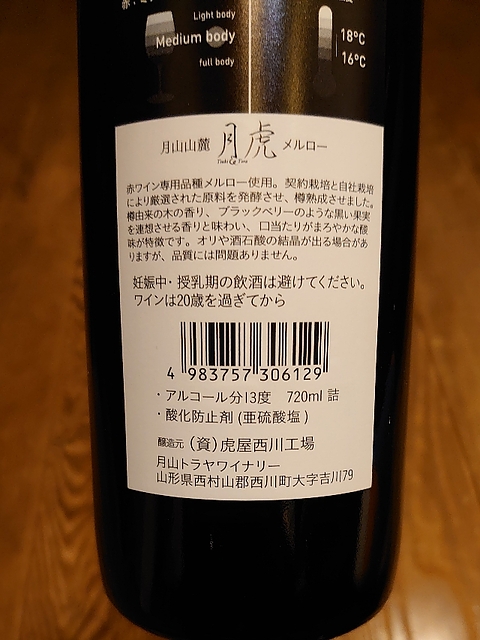 Light body
Medium body
full body
18°C
16°C
月山山麓 月虎 メルロー
赤ワイン専用品種メルロー使用。契約栽培と自社栽培
により厳選された原料を発酵させ、樽熟成させました。
樽由来の木の香り、ブラックベリーのような黒い果実
を連想させる香りと味わい、口当たりがまろやかな酸
味が特徴です。オリや酒石酸の結晶が出る場合があ
りますが、品質には問題ありません。
妊娠中・授乳期の飲酒は避けてください。
ワインは20歳を過ぎてから
4 983757 306129
・アルコール分13度 720ml 詰
・酸化防止剤(亜硫酸塩)
醸造元 (資)虎屋西川工場
月山トラヤワイナリー
山形県西村山郡西川町大字吉川79